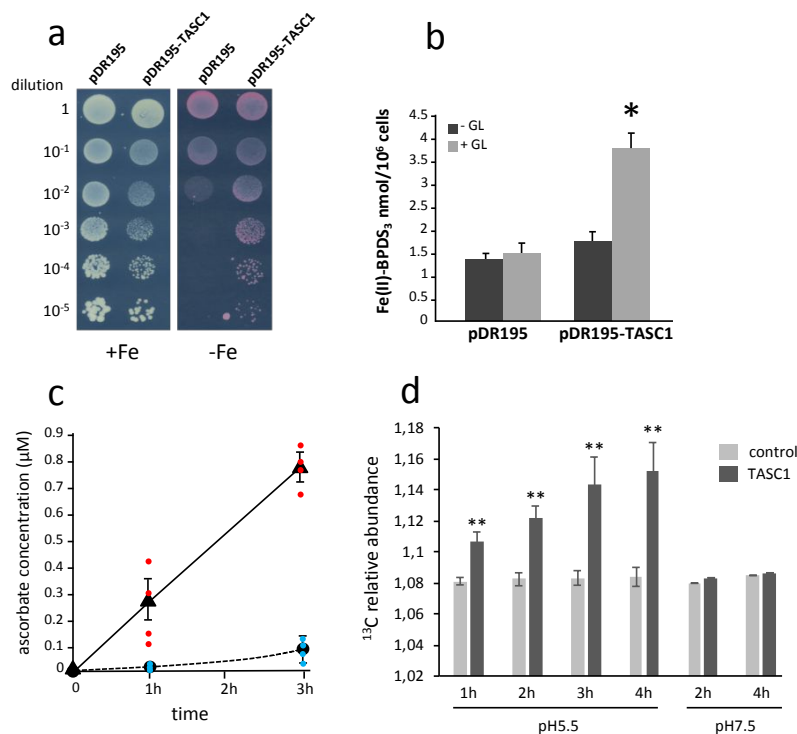 a
pDR195
pDR195-TASC1
pDR195
pDR195-TASC1
dilution
1
10⁻¹
10⁻²
10⁻³
10⁻⁴
10⁻⁵
+Fe
-Fe
b
Fe(II)-BPDS₃ nmol/10⁶ cells
4.5
4
3.5
3
2.5
2
1.5
1
0.5
0
- GL
+ GL
*
pDR195
pDR195-TASC1
c
ascorbate concentration (µM)
0.9
0.8
0.7
0.6
0.5
0.4
0.3
0.2
0.1
0
0
1h
2h
3h
time
d
¹³C relative abundance
1,18
1,16
1,14
1,12
1,10
1,08
1,06
1,04
1,02
**
**
**
**
control
TASC1
1h
2h
3h
4h
2h
4h
pH5.5
pH7.5